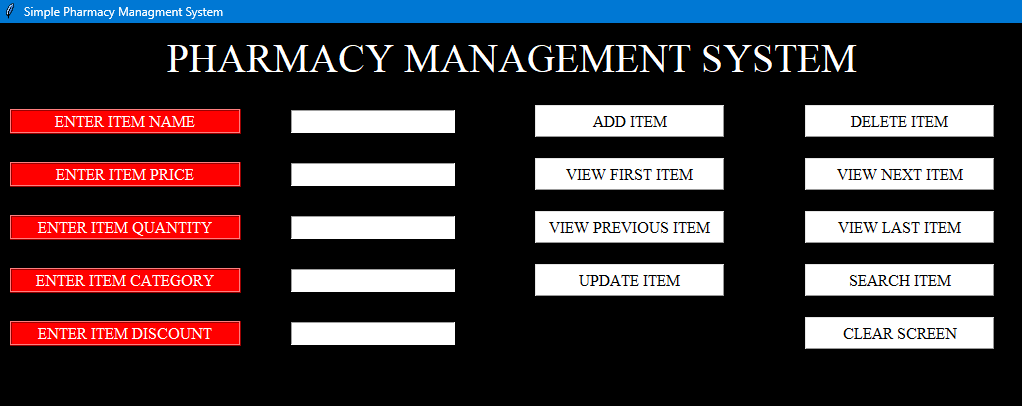 Simple Pharmacy Managment System
PHARMACY MANAGEMENT SYSTEM
ENTER ITEM NAME
ADD ITEM
DELETE ITEM
ENTER ITEM PRICE
VIEW FIRST ITEM
VIEW NEXT ITEM
ENTER ITEM QUANTITY
VIEW PREVIOUS ITEM
VIEW LAST ITEM
ENTER ITEM CATEGORY
UPDATE ITEM
SEARCH ITEM
ENTER ITEM DISCOUNT
CLEAR SCREEN